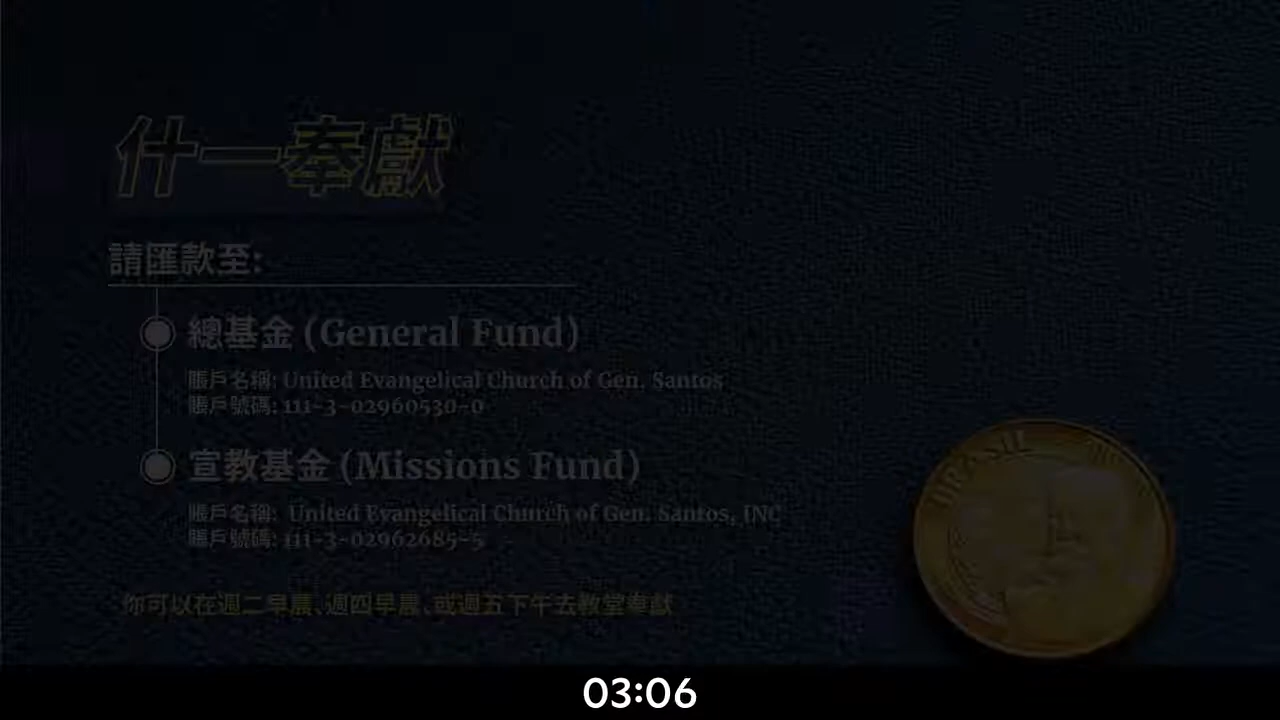 什一奉獻
請匯款至:
總基金 (General Fund)
賬戶名稱: United Evangelical Church of Gen. Santos
賬戶號碼: 111-3-02960530-0
宣教基金 (Missions Fund)
賬戶名稱: United Evangelical Church of Gen. Santos, INC
賬戶號碼: 111-3-02962685-5
你可以在週二早晨、週四早晨、或週五下午去教堂奉獻
BRASIL
03:06